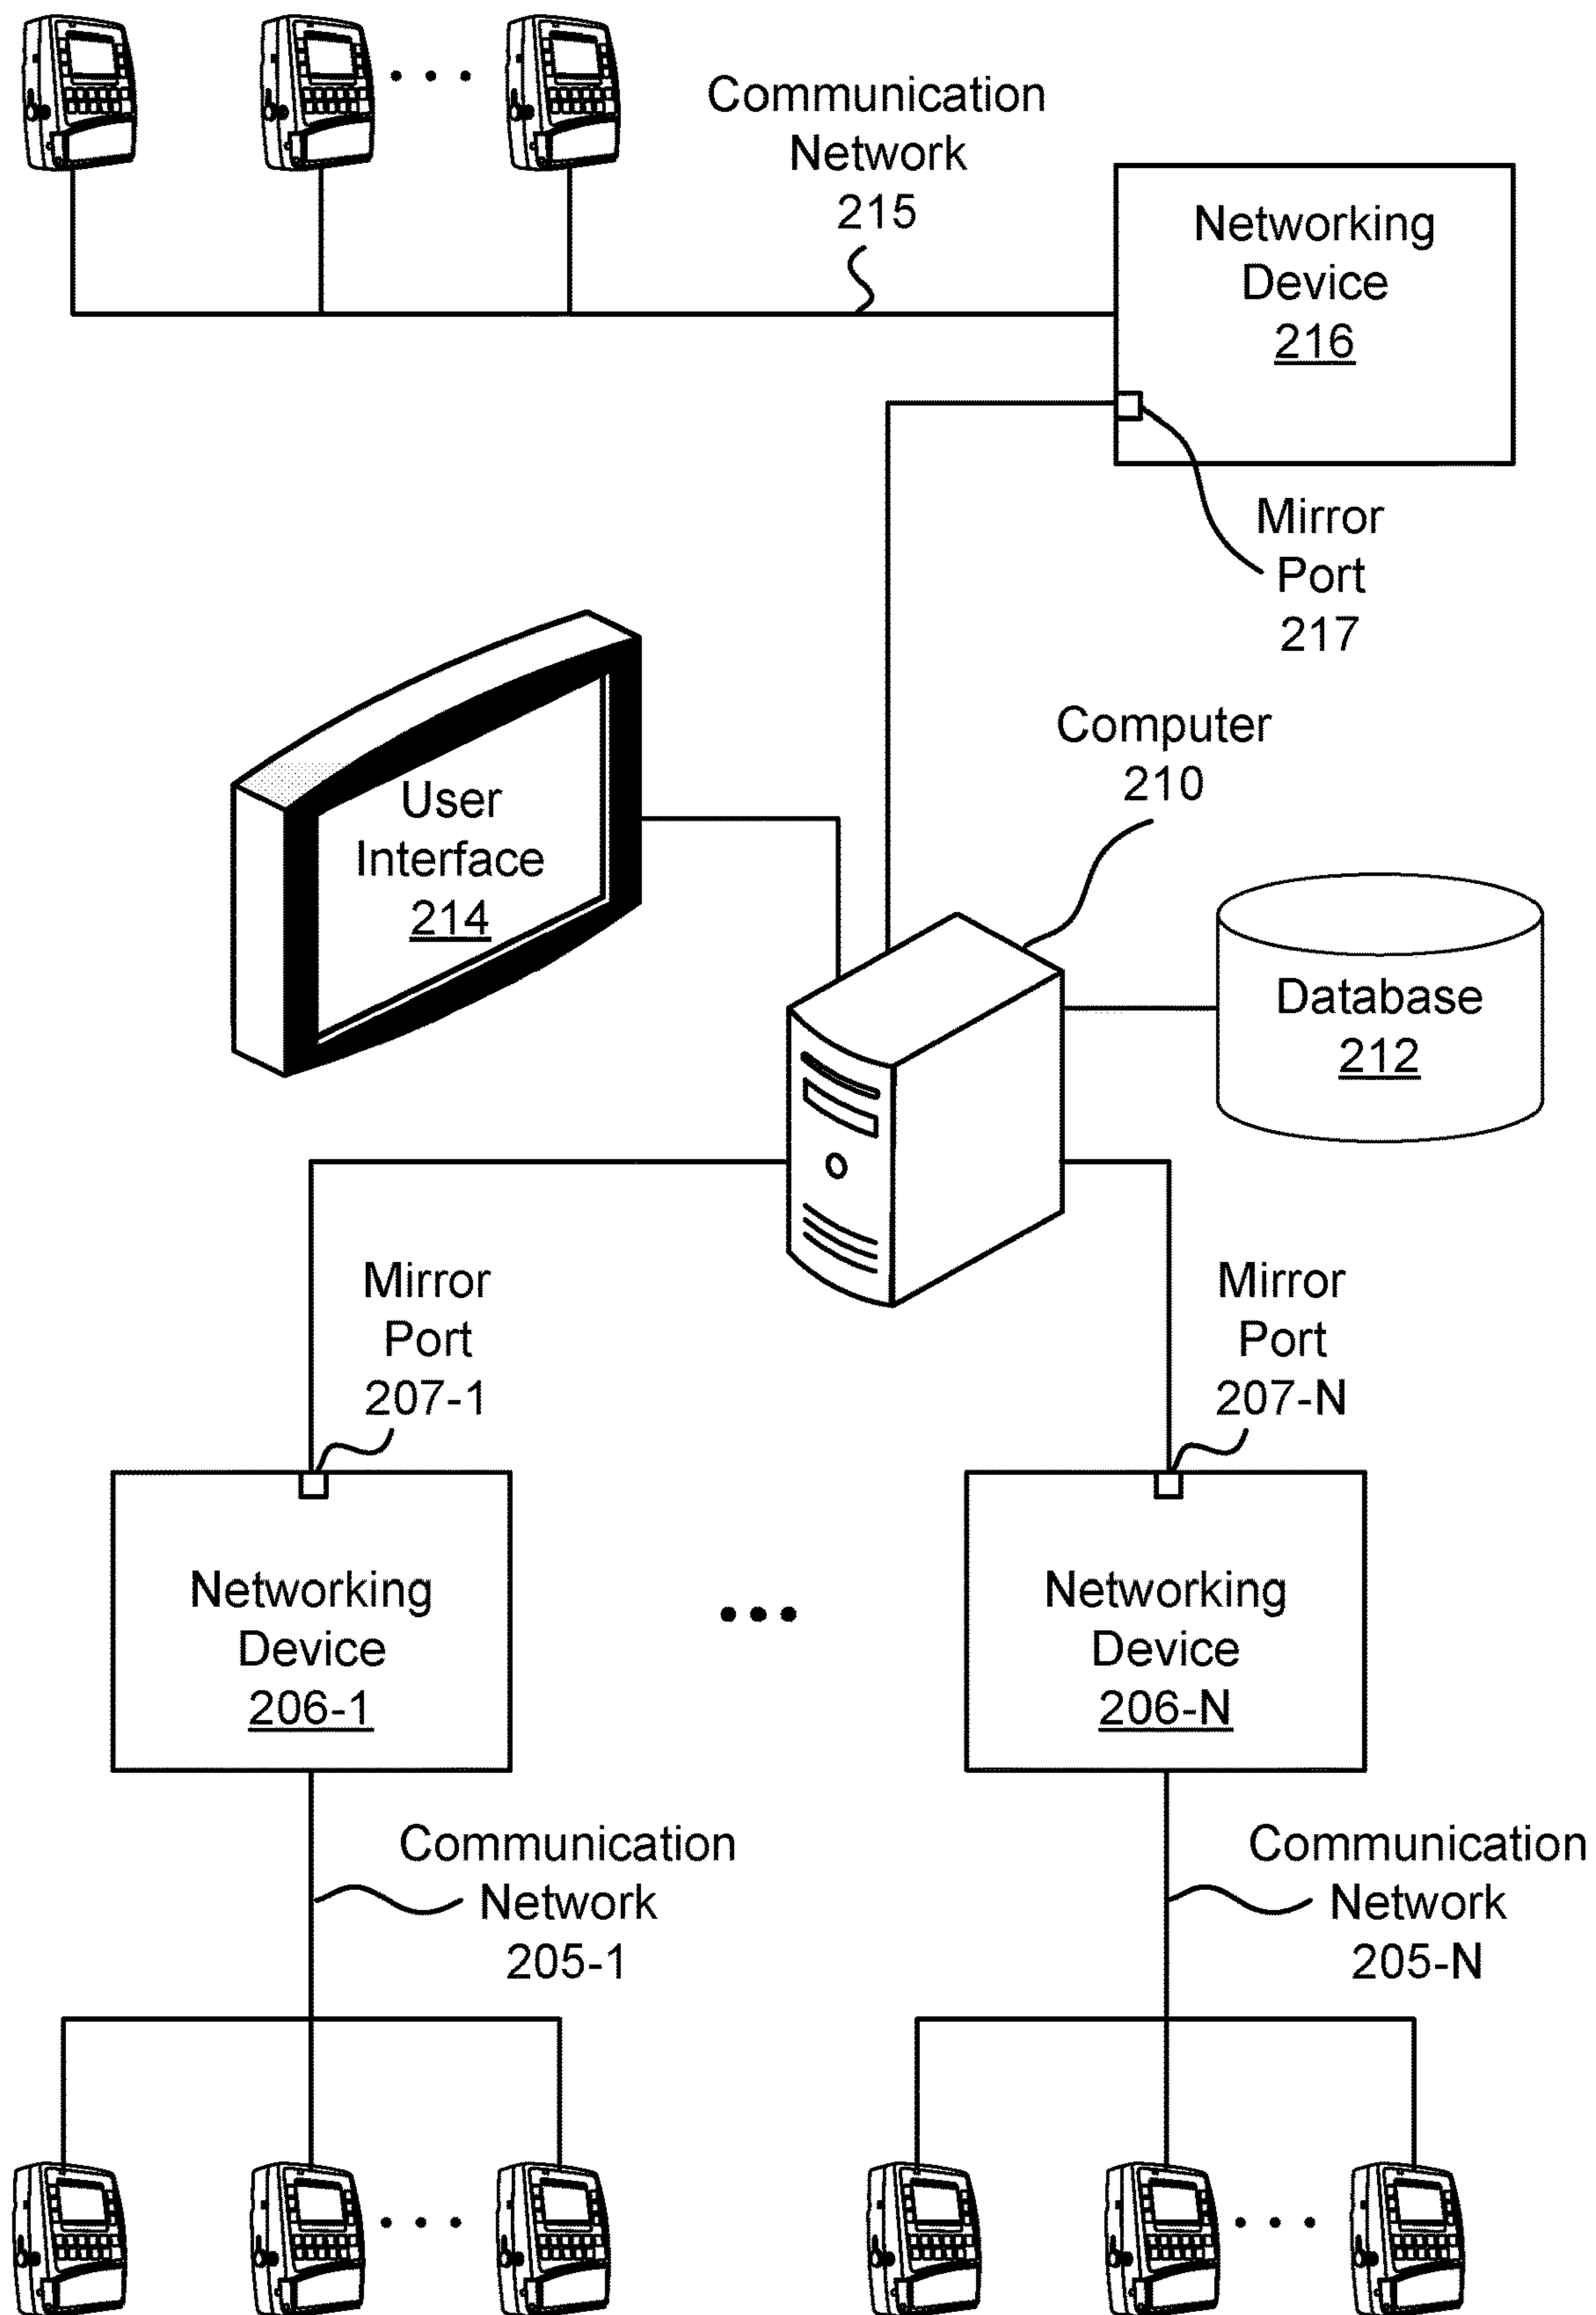 Communication
Network
215
Networking
Device
216
Mirror
Port
217
User
Interface
214
Computer
210
Database
212
Mirror
Port
207-1
Mirror
Port
207-N
Networking
Device
206-1
Networking
Device
206-N
Communication
Network
205-1
Communication
Network
205-N